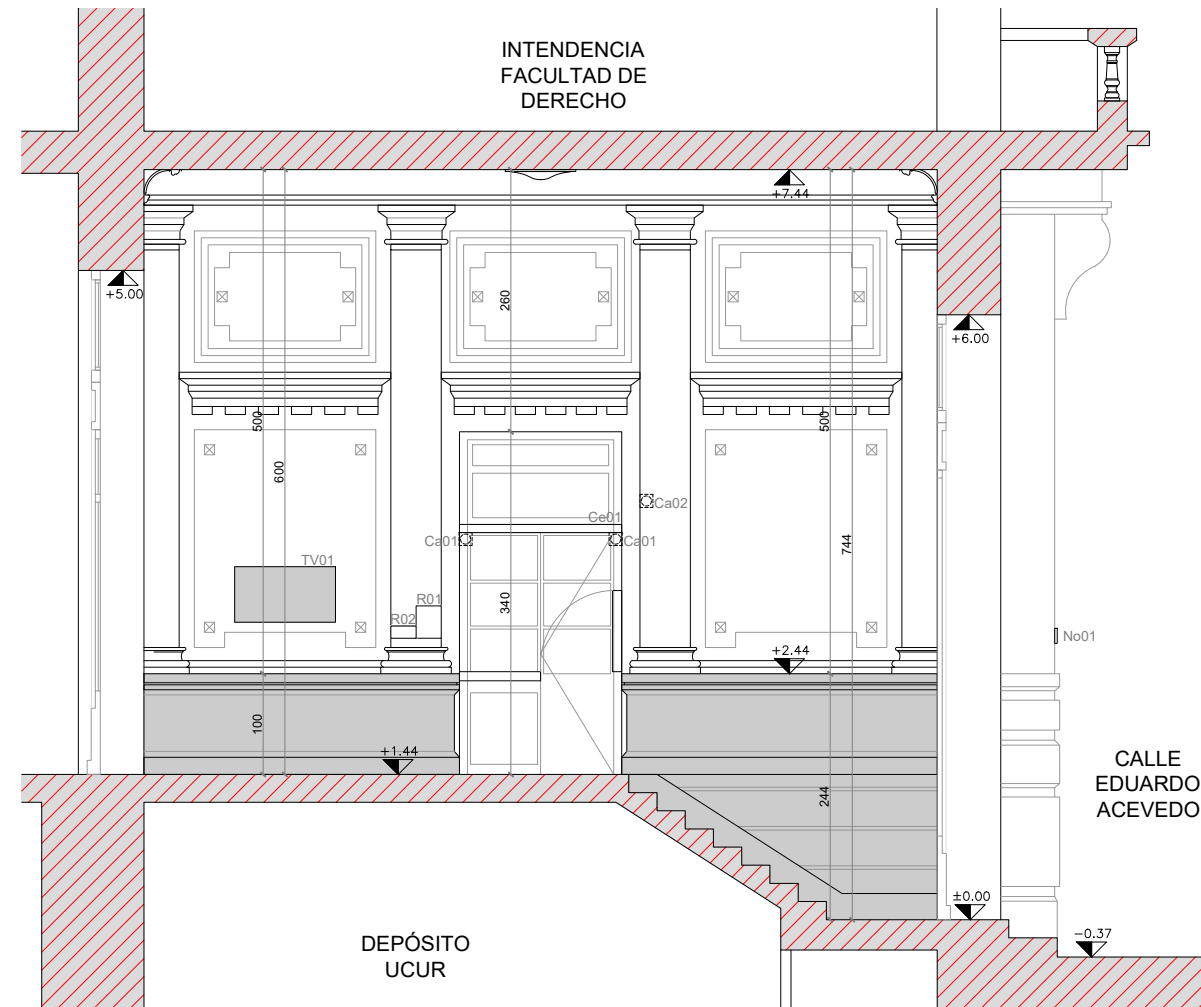 INTENDENCIA
FACULTAD DE
DERECHO
+7.44
+5.00
260
+6.00
500
500
600
Ca02
Ce01
Ca01
Ca01
744
TV01
R01
340
R02
No01
+2.44
100
+1.44
CALLE
EDUARDO
ACEVEDO
244
±0.00
-0.37
DEPÓSITO
UCUR